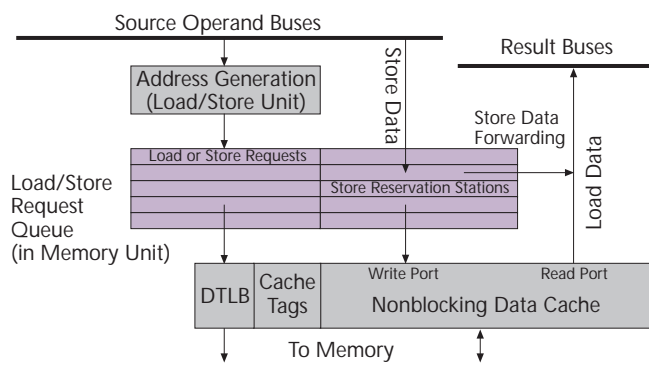 Source Operand Buses
Result Buses
Address Generation
(Load/Store Unit)
Store Data
Store Data
Forwarding
Load Data
Load or Store Requests
Store Reservation Stations
Load/Store
Request
Queue
(in Memory Unit)
Write Port
Read Port
DTLB
Cache
Tags
Nonblocking Data Cache
To Memory